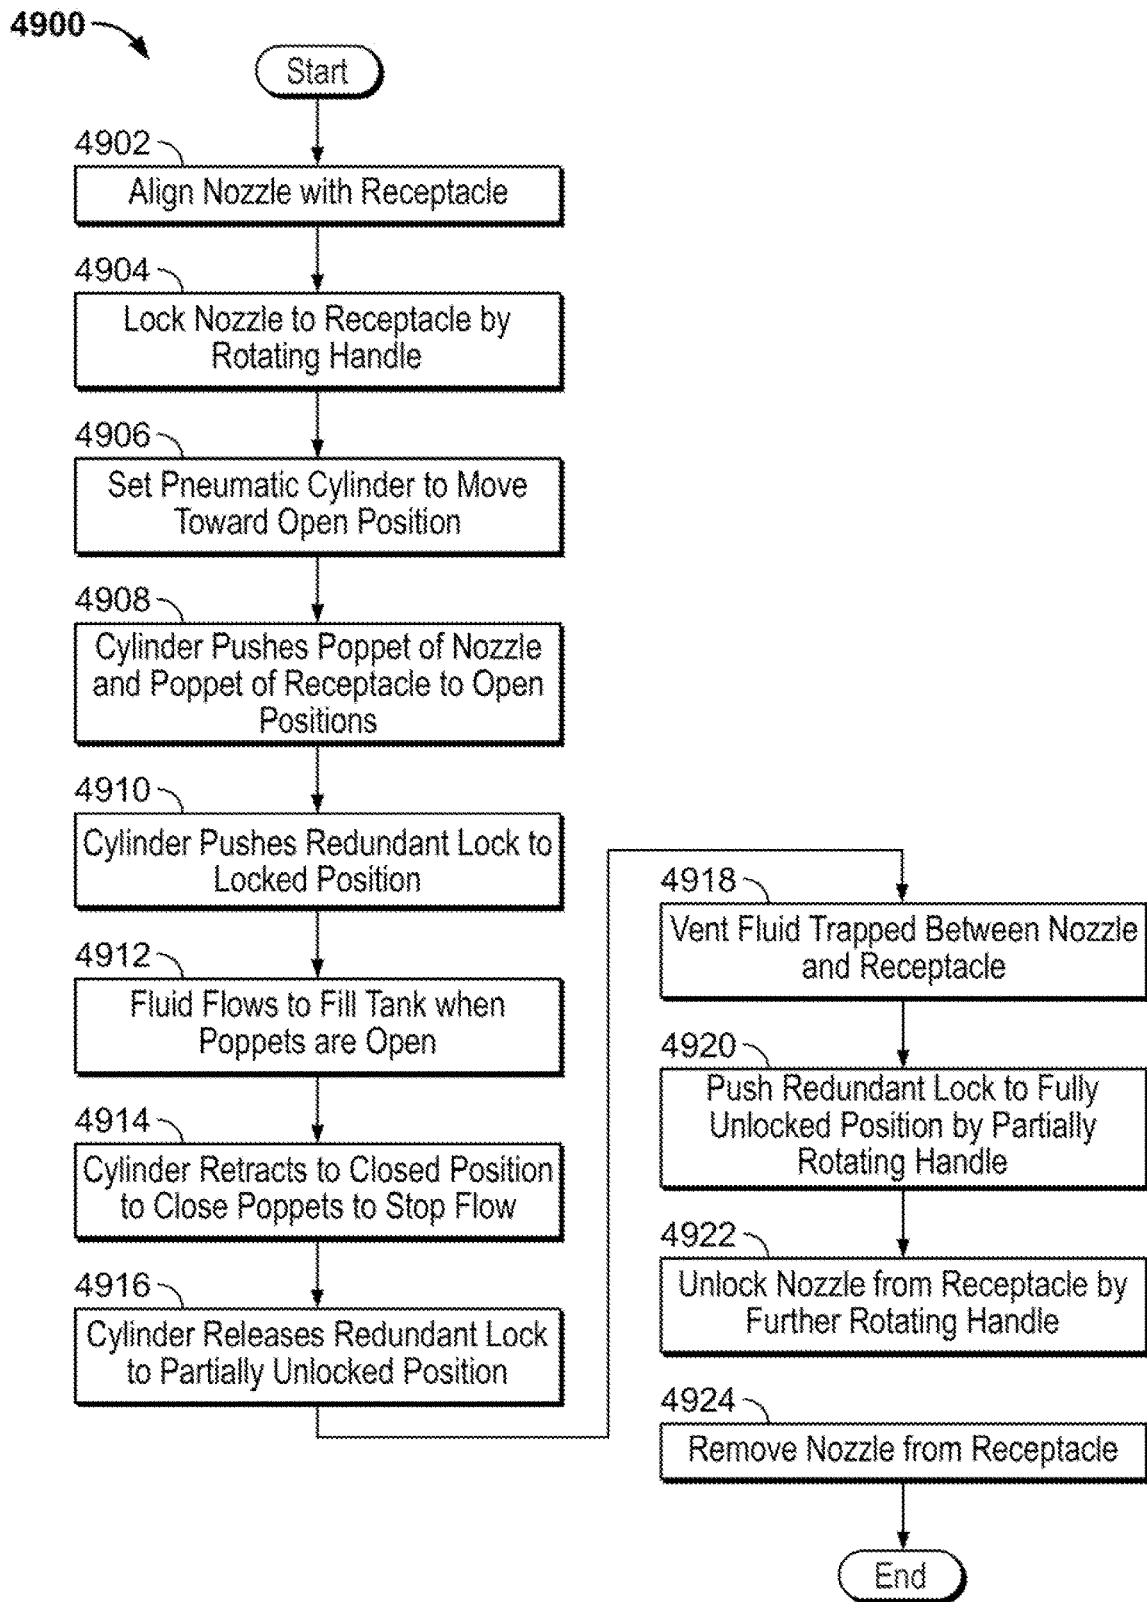 4900
Start
4902
Align Nozzle with Receptacle
4904
Lock Nozzle to Receptacle by
Rotating Handle
4906
Set Pneumatic Cylinder to Move
Toward Open Position
4908
Cylinder Pushes Poppet of Nozzle
and Poppet of Receptacle to Open
Positions
4910
Cylinder Pushes Redundant Lock to
Locked Position
4912
Fluid Flows to Fill Tank when
Poppets are Open
4914
Cylinder Retracts to Closed Position
to Close Poppets to Stop Flow
4916
Cylinder Releases Redundant Lock
to Partially Unlocked Position
4918
Vent Fluid Trapped Between Nozzle
and Receptacle
4920
Push Redundant Lock to Fully
Unlocked Position by Partially
Rotating Handle
4922
Unlock Nozzle from Receptacle by
Further Rotating Handle
4924
Remove Nozzle from Receptacle
End